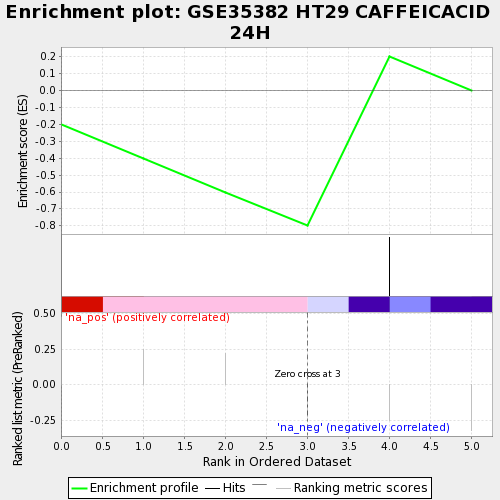 Enrichment plot: GSE35382 HT29 CAFFEICACID
24H
Enrichment score (ES)
0.2
0.1
0.0
-0.1
-0.2
-0.3
-0.4
-0.5
-0.6
-0.7
-0.8
Ranked list metric (PreRanked)
0.50
0.25
0.00
-0.25
'na_pos' (positively correlated)
Zero cross at 3
'na_neg' (negatively correlated)
0.0 0.5 1.0 1.5 2.0 2.5 3.0 3.5 4.0 4.5 5.0
Rank in Ordered Dataset
Enrichment profile Hits Ranking metric scores